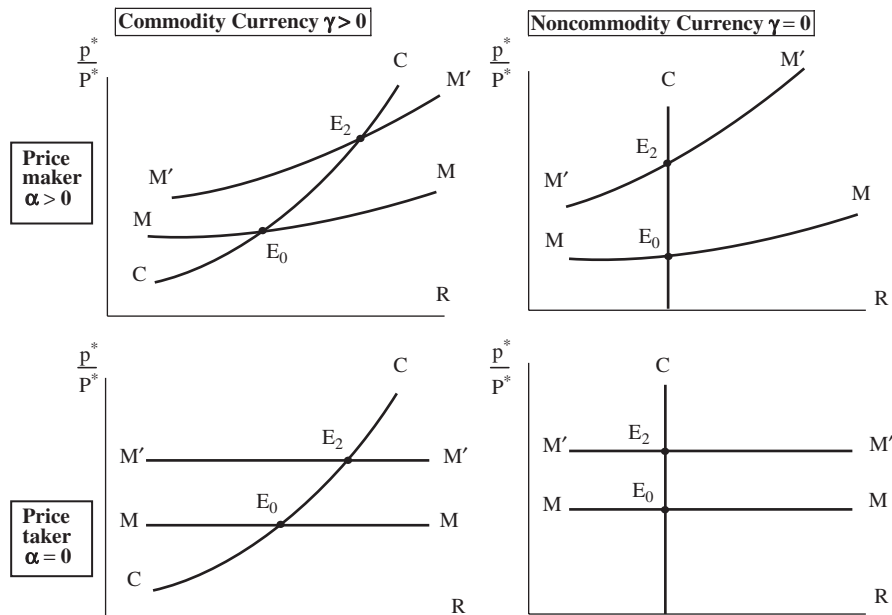 Commodity Currency γ > 0
Noncommodity Currency γ = 0
p*
P*
C
M′
E2
M′
M
M
E0
C
R
Price
maker
α > 0
p*
P*
M′
C
E2
M′
M
E0
M
R
p*
P*
C
E2
M′
M′
E0
M
M
C
R
Price
taker
α = 0
p*
P*
C
E2
M′
M′
E0
M
M
R